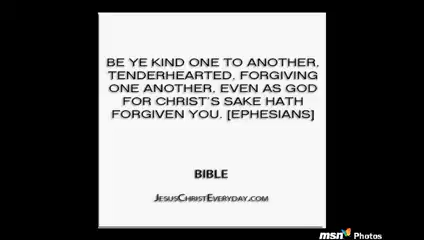 BE YE KIND ONE TO ANOTHER,
TENDERHEARTED, FORGIVING
ONE ANOTHER, EVEN AS GOD
FOR CHRIST'S SAKE HATH
FORGIVEN YOU. [EPHESIANS]
BIBLE
JESUSCHRISTEVERYDAY.COM
msn Photos